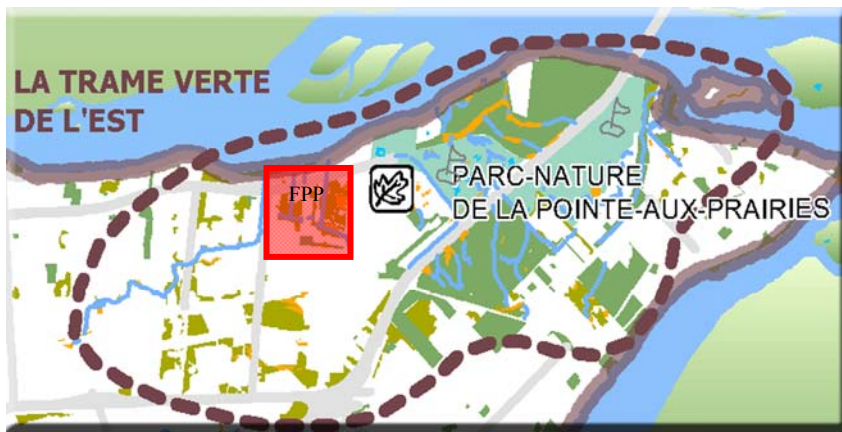 LA TRAME VERTE
DE L'EST
FPP
PARC-NATURE
DE LA POINTE-AUX-PRAIRIES